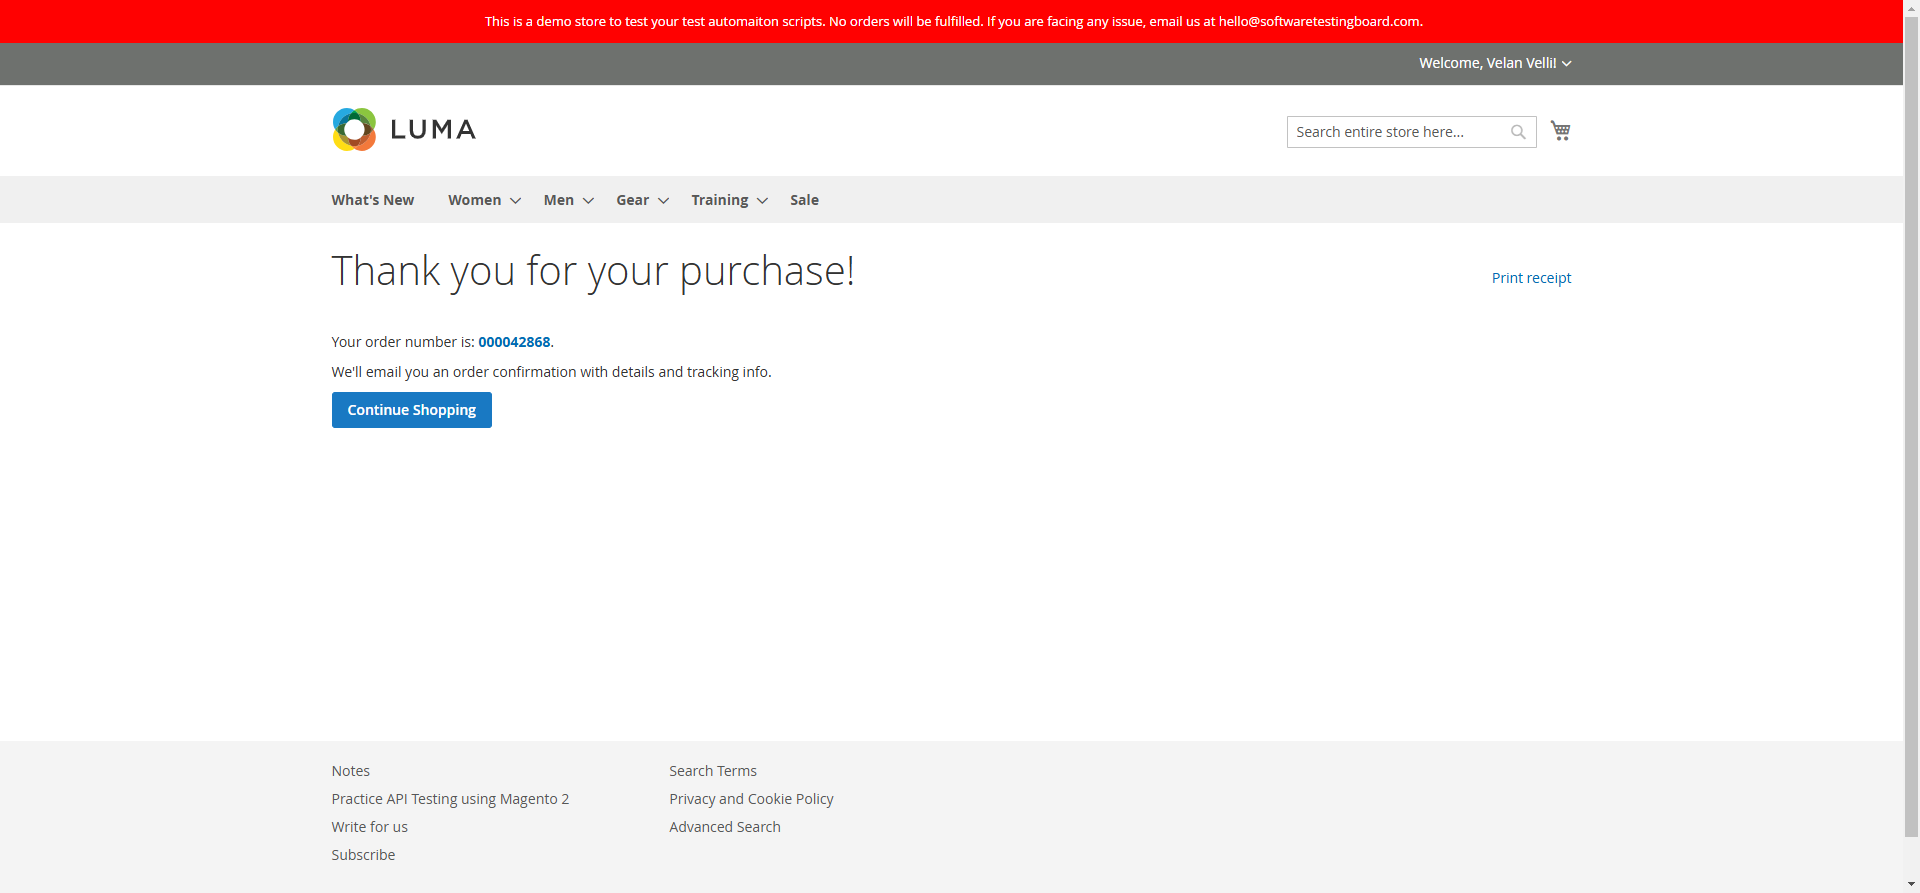 This is a demo store to test your test automaiton scripts. No orders will be fulfilled. If you are facing any issue, email us at hello@softwaretestingboard.com.
Welcome, Velan Velli!
LUMA
Search entire store here...
What's New Women Men Gear Training Sale
Thank you for your purchase!
Print receipt
Your order number is: 000042868.
We'll email you an order confirmation with details and tracking info.
Continue Shopping
Notes
Practice API Testing using Magento 2
Write for us
Subscribe
Search Terms
Privacy and Cookie Policy
Advanced Search